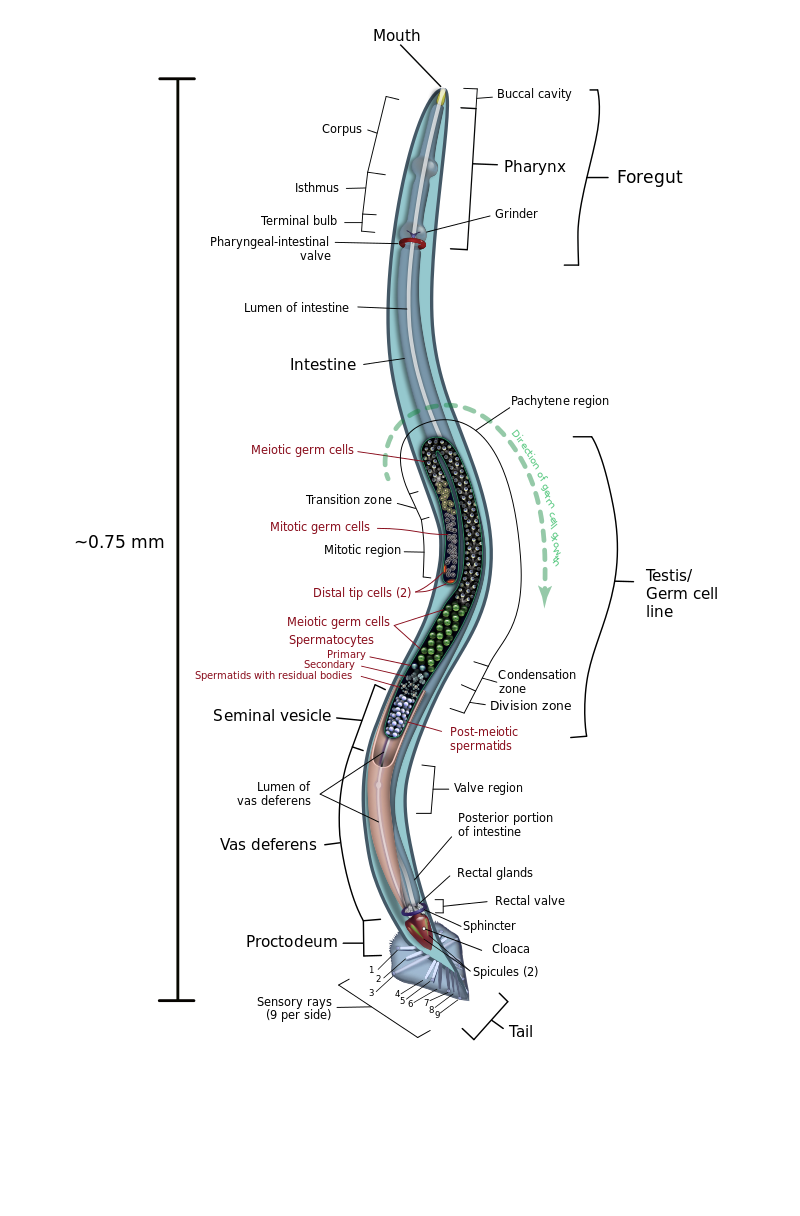 Mouth
Buccal cavity
Corpus
Pharynx
Foregut
Ishmus
Grinder
Terminal bulb
Pharyngeal-intestinal
valve
Lumen of intestine
Intestine
Pachytene region
Direction of germ cell growth
Meiotic germ cells
Transition zone
Mitotic germ cells
~0.75 mm
Mitotic region
Testis/
Germ cell
line
Distal tip cells (2)
Meiotic germ cells
Spermatocytes
Primary
Secondary
Spermatids with residual bodies
Condensation
zone
Division zone
Seminal vesicle
Post-meiotic
spermatids
Lumen of
vas deferens
Valve region
Posterior portion
of intestine
Vas deferens
Rectal glands
Rectal valve
Sphincter
Proctodeum
Cloaca
Spicules (2)
1
2
3
4
5
6
7
8
9
Sensory rays
(9 per side)
Tail